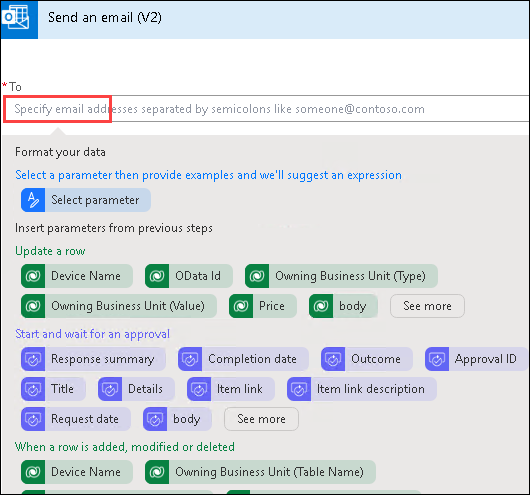 Send an email (V2)
* To
Specify email addresses separated by semicolons like someone@contoso.com
Format your data
Select a parameter then provide examples and we'll suggest an expression
Select parameter
Insert parameters from previous steps
Update a row
Device Name OData Id Owning Business Unit (Type)
Owning Business Unit (Value) Price body See more
Start and wait for an approval
Response summary Completion date Outcome Approval ID
Title Details Item link Item link description
Request date body See more
When a row is added, modified or deleted
Device Name Owning Business Unit (Table Name)